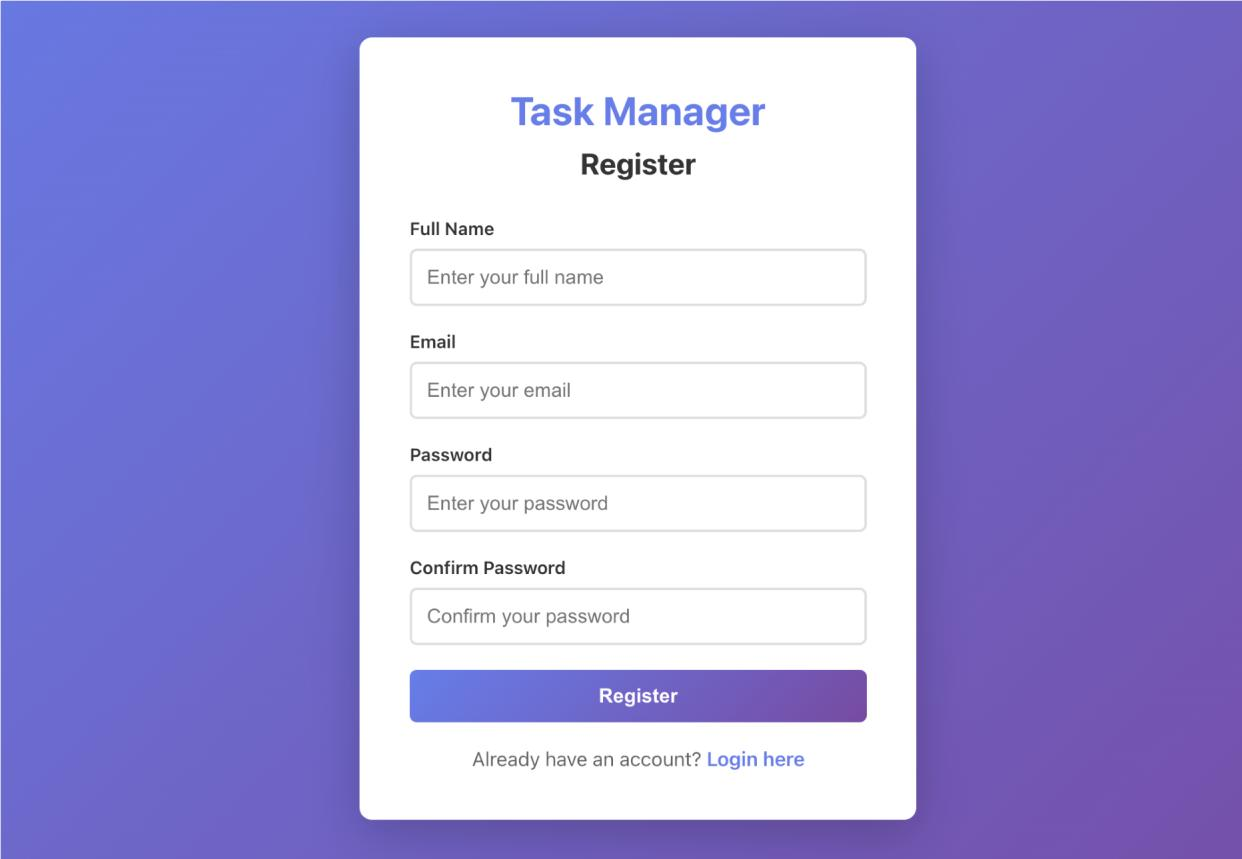 Task Manager
Register
Full Name
Enter your full name
Email
Enter your email
Password
Enter your password
Confirm Password
Confirm your password
Register
Already have an account? Login here